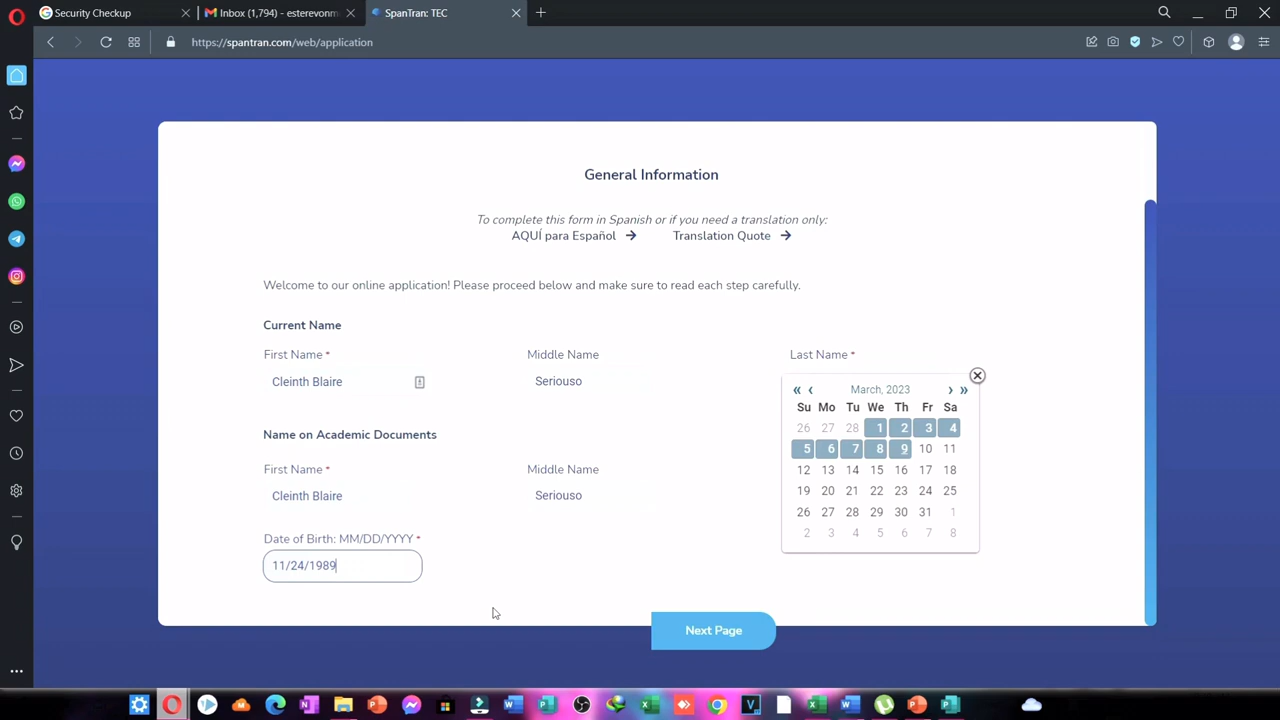 Security Checkup
Inbox (1,794) - esterevonm
SpanTran: TEC
https://spantran.com/web/application
General Information
To complete this form in Spanish or if you need a translation only:
AQUÍ para Español
Translation Quote
Welcome to our online application! Please proceed below and make sure to read each step carefully.
Current Name
First Name *
Middle Name
Last Name *
Cleinth Blaire
Seriouso
« ‹ March, 2023 › »
Su Mo Tu We Th Fr Sa
26 27 28 1 2 3 4
5 6 7 8 9 10 11
12 13 14 15 16 17 18
19 20 21 22 23 24 25
26 27 28 29 30 31 1
2 3 4 5 6 7 8
Name on Academic Documents
First Name *
Middle Name
Cleinth Blaire
Seriouso
Date of Birth: MM/DD/YYYY *
11/24/1989
Next Page